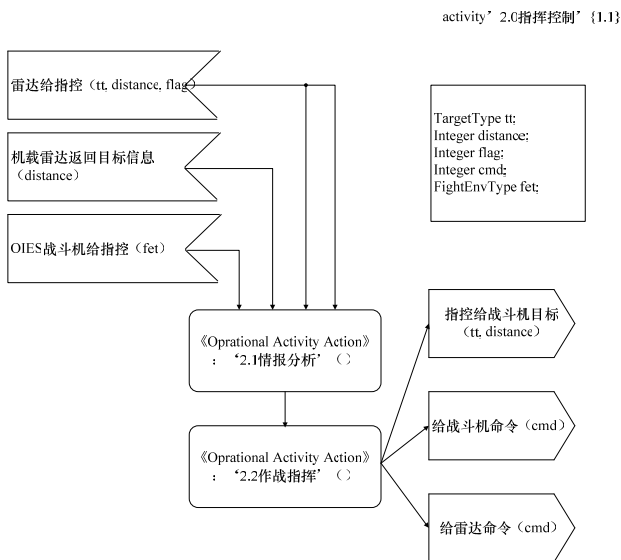 activity’ 2.0指挥控制’ {1.1}
雷达给指控（tt, distance, flag）
机载雷达返回目标信息
（distance）
OIES战斗机给指控（fet）
TargetType tt;
Integer distance;
Integer flag;
Integer cmd;
FightEnvType fet;
《Oprational Activity Action》
： ‘2.1情报分析’（）
《Oprational Activity Action》
： ‘2.2作战指挥’（）
指控给战斗机目标
（tt, distance）
给战斗机命令（cmd）
给雷达命令（cmd）